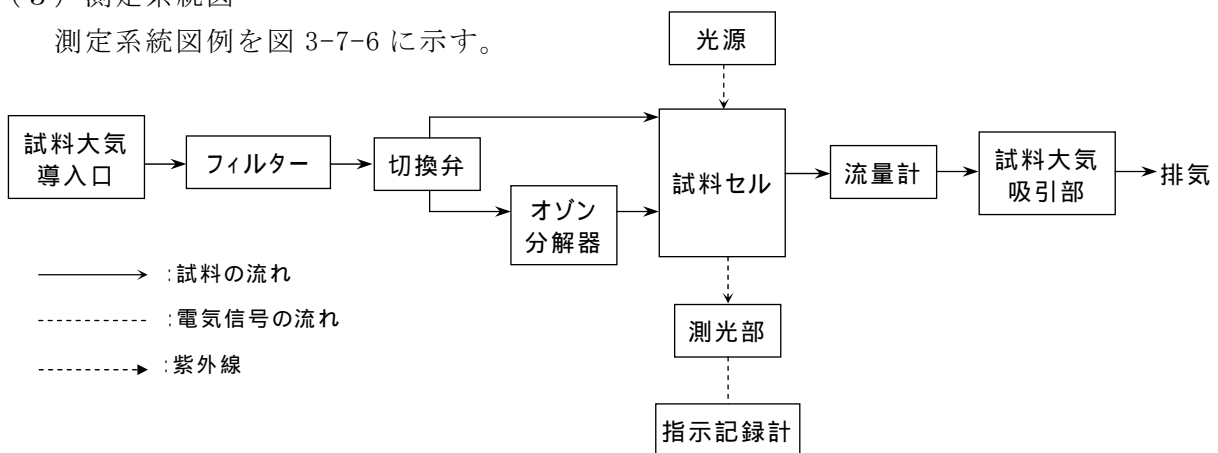 (3)測定系統図
測定系統図例を図 3-7-6 に示す。
光源
試料大気
導入口
フィルター
切換弁
オゾン
分解器
試料セル
流量計
試料大気
吸引部
排気
:試料の流れ
:電気信号の流れ
:紫外線
測光部
指示記録計